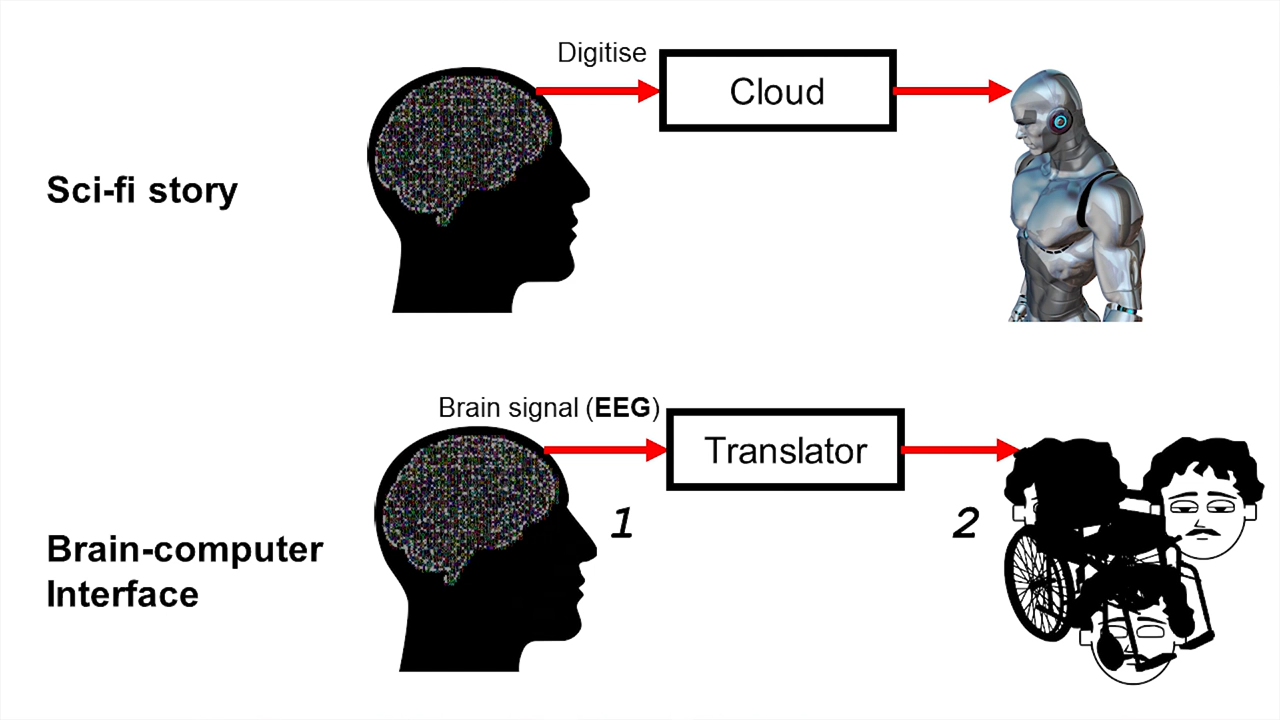 Digitise
Cloud
Sci-fi story
Brain signal (EEG)
Translator
1
2
Brain-computer
Interface